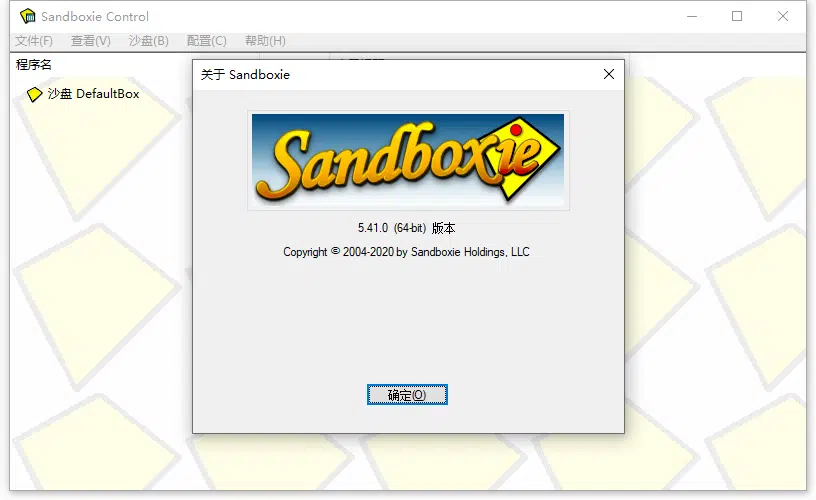 Sandboxie Control
文件(F) 查看(V) 沙盘(B) 配置(C) 帮助(H)
程序名
沙盘 DefaultBox
关于 Sandboxie
Sandboxie
5.41.0 (64-bit) 版本
Copyright © 2004-2020 by Sandboxie Holdings, LLC
确定(O)